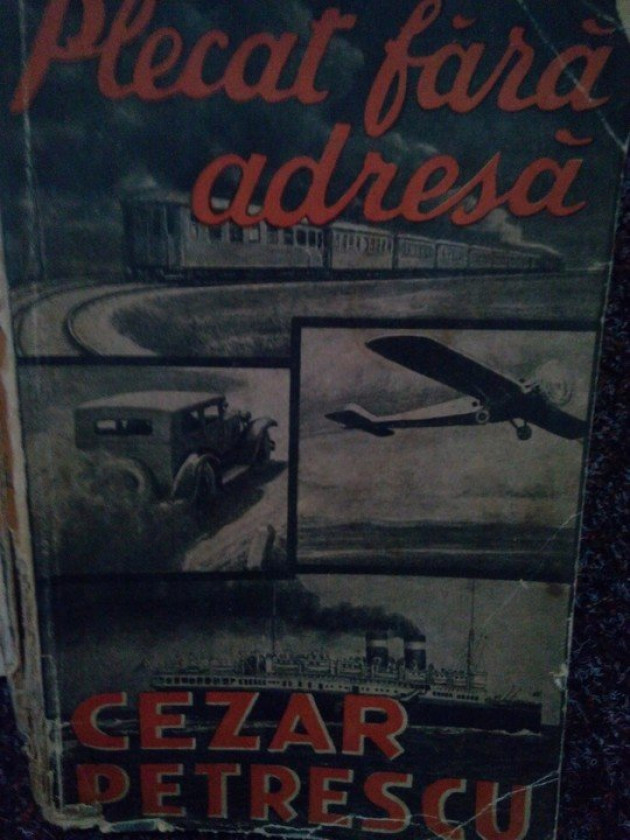 Plecat fără
adresă
CEZAR
PETRESCU